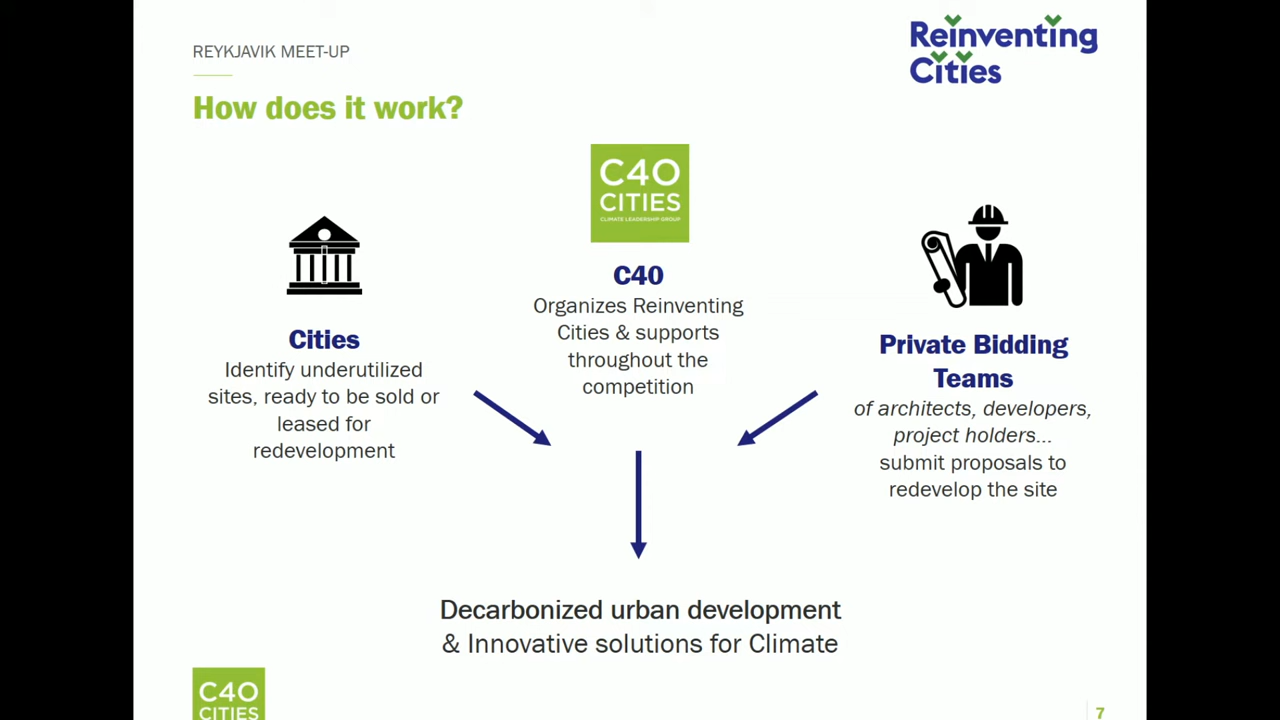 REYKJAVIK MEET-UP
Reinventing
Cities
How does it work?
C40
CITIES
CLIMATE LEADERSHIP GROUP
C40
Organizes Reinventing
Cities & supports
throughout the
competition
Cities
Identify underutilized
sites, ready to be sold or
leased for
redevelopment
Private Bidding
Teams
of architects, developers,
project holders...
submit proposals to
redevelop the site
Decarbonized urban development
& Innovative solutions for Climate
C40
CITIES
7